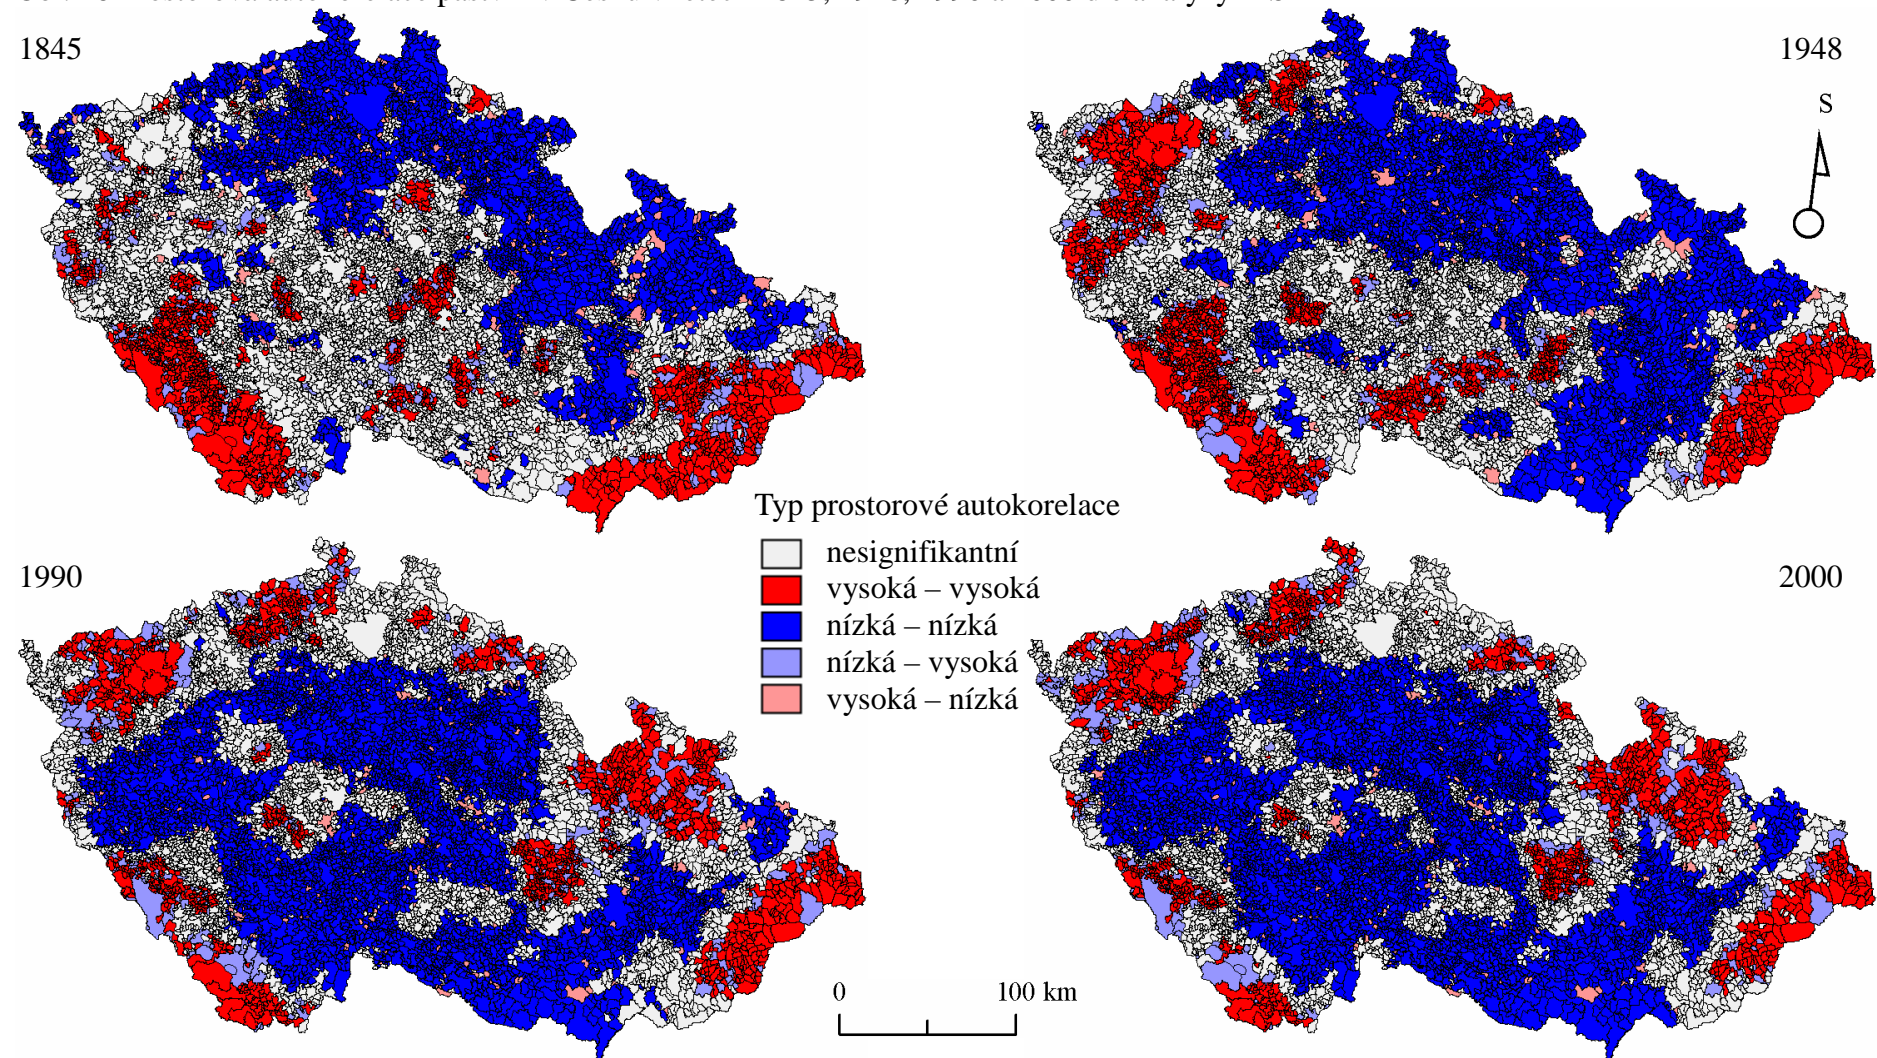 1845
1948
S
Typ prostorové autokorelace
nesignifikantní
vysoká – vysoká
nízká – nízká
nízká – vysoká
vysoká – nízká
1990
2000
0 100 km